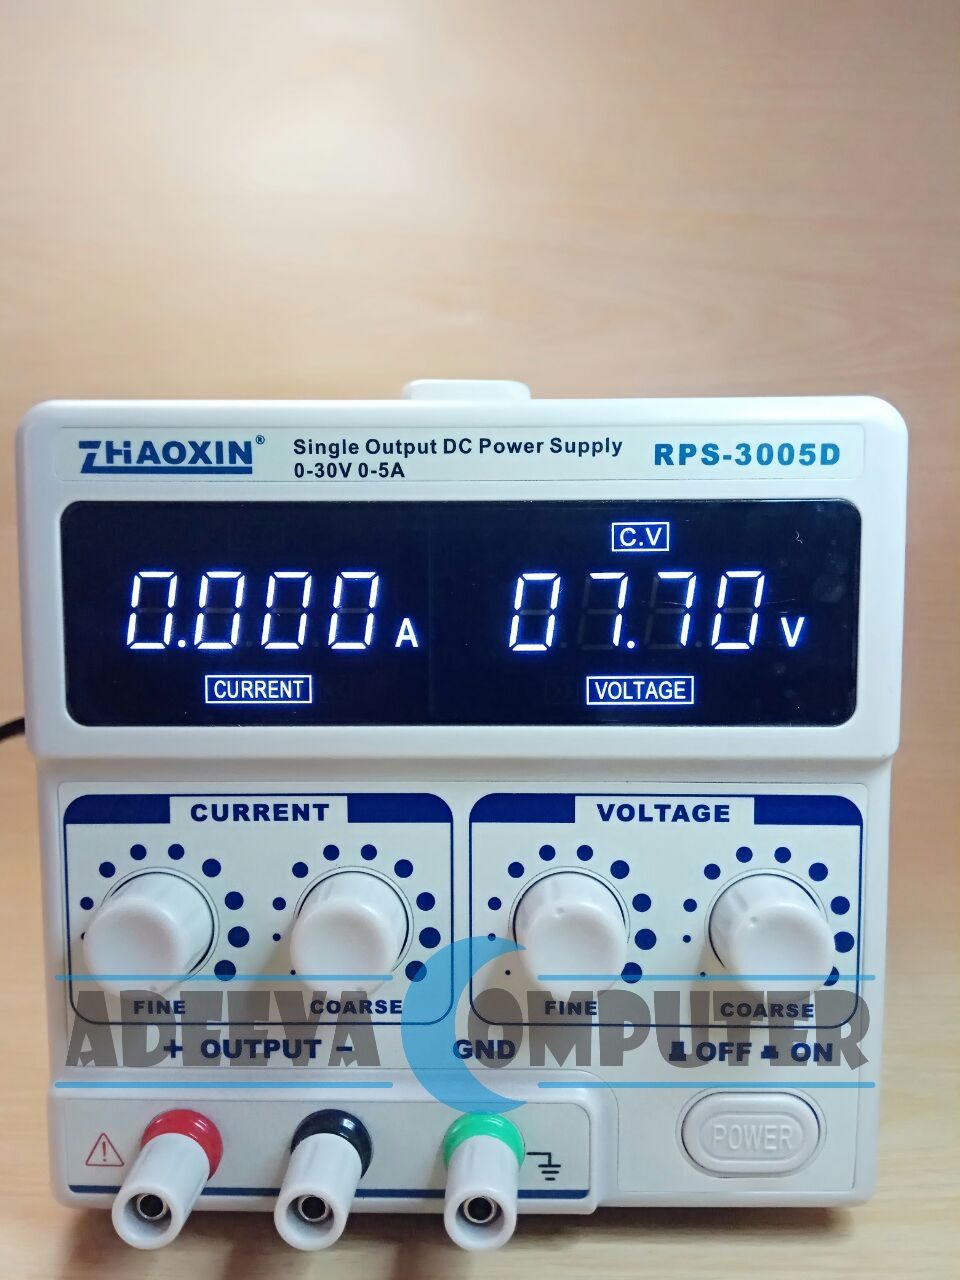 ZHAOXIN®
Single Output DC Power Supply
0-30V 0-5A
RPS-3005D
C.V
0.000 A
07.70 V
CURRENT
VOLTAGE
CURRENT
VOLTAGE
FINE
COARSE
FINE
COARSE
ADEEVA COMPUTER
+ OUTPUT −
GND
OFF
ON
POWER